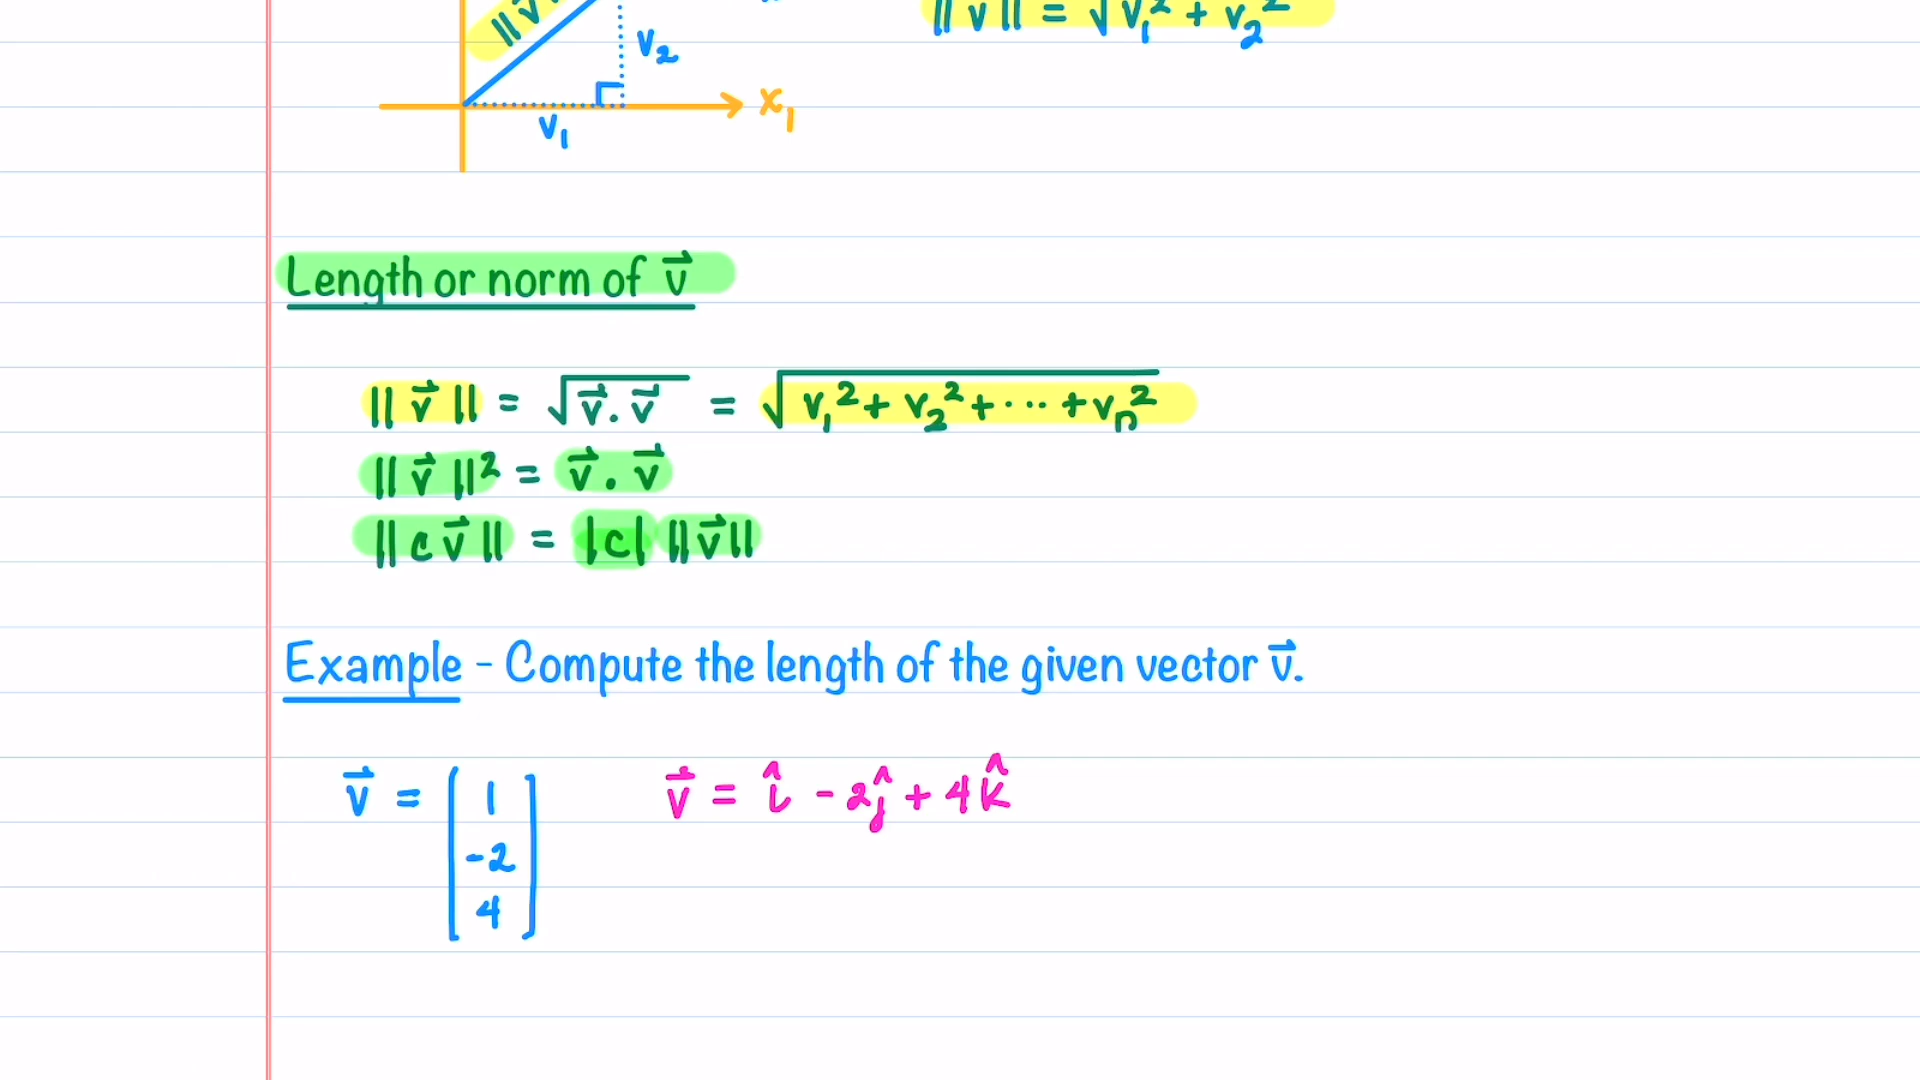 ||v⃗
||v|| = √v₁² + v₂²
v₂
x₁
v₁
Length or norm of v⃗
||v⃗|| = √v⃗.v⃗ = √v₁² + v₂² + ··· + vₙ²
||v⃗||² = v⃗.v⃗
||cv⃗|| = |c| ||v⃗||
Example - Compute the length of the given vector v⃗.
v⃗ = [1 -2 4] v⃗ = î - 2ĵ + 4k̂